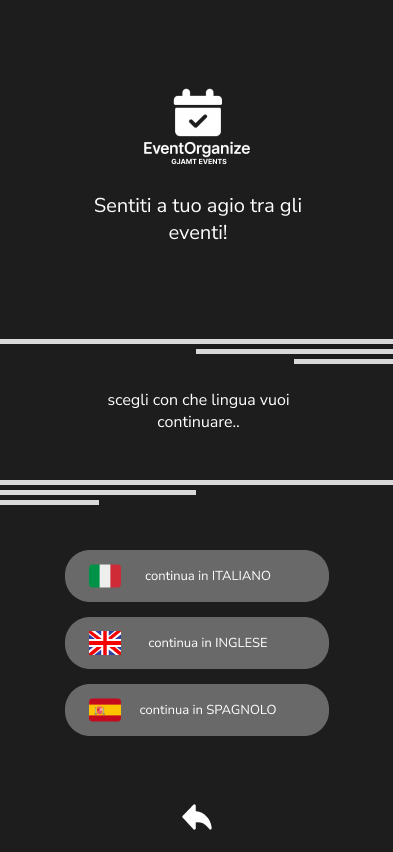 EventOrganize
GJAMT EVENTS
Sentiti a tuo agio tra gli
eventi!
scegli con che lingua vuoi
continuare..
continua in ITALIANO
continua in INGLESE
continua in SPAGNOLO